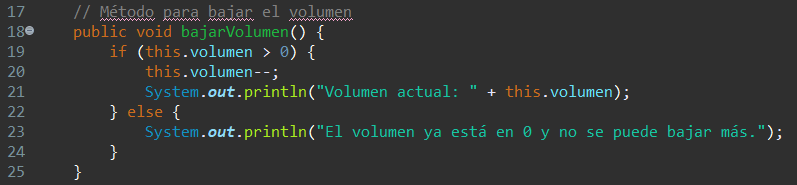 17 // Método para bajar el volumen
18 public void bajarVolumen() {
19 if (this.volumen > 0) {
20 this.volumen--;
21 System.out.println("Volumen actual: " + this.volumen);
22 } else {
23 System.out.println("El volumen ya está en 0 y no se puede bajar más.");
24 }
25 }